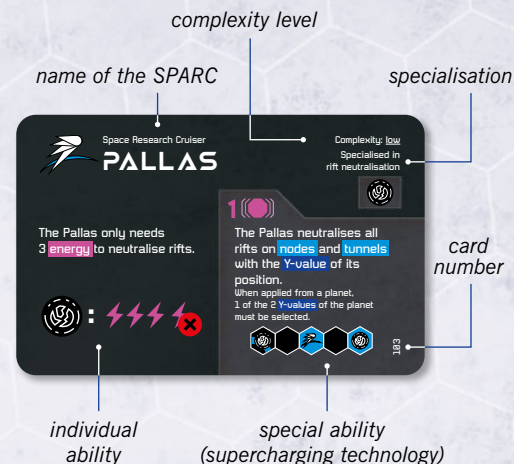 complexity level
name of the SPARC
specialisation
Space Research Cruiser
PALLAS
Complexity: low
Specialised in
rift neutralisation
1
The Pallas only needs
3 energy to neutralise rifts.
:
The Pallas neutralises all
rifts on nodes and tunnels
with the Y-value of its
position.
When applied from a planet,
1 of the 2 Y-values of the planet
must be selected.
103
card
number
individual
ability
special ability
(supercharging technology)